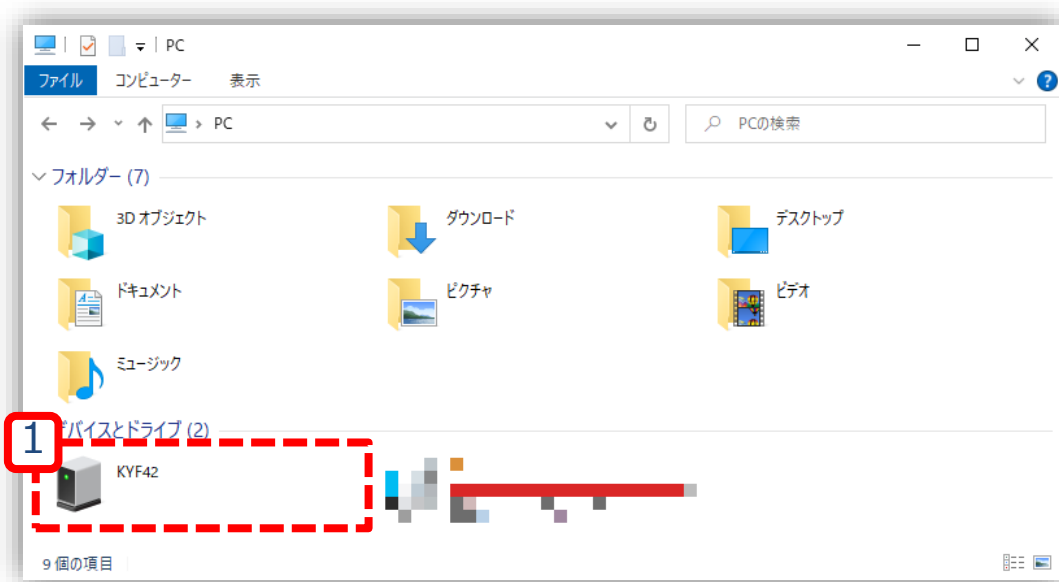 PC
ファイル コンピューター 表示
PC PCの検索
フォルダー (7)
3D オブジェクト ダウンロード デスクトップ
ドキュメント ピクチャ ビデオ
ミュージック
1 デバイスとドライブ (2)
KYF42
9 個の項目